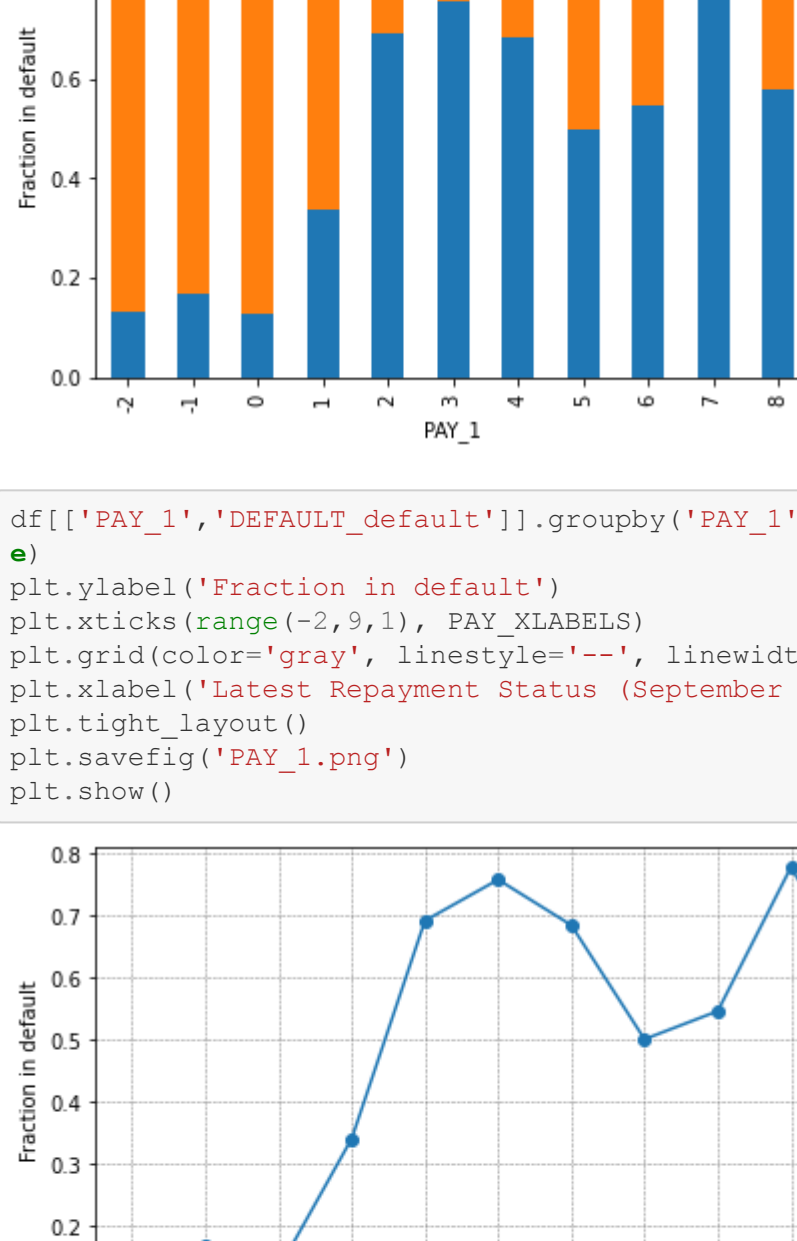 Fraction in default
0.6
0.4
0.2
0.0
-2 -1 0 1 2 3 4 5 6 7 8
PAY_1
df[['PAY_1','DEFAULT_default']].groupby('PAY_1'
e)
plt.ylabel('Fraction in default')
plt.xticks(range(-2,9,1), PAY_XLABELS)
plt.grid(color='gray', linestyle='--', linewidt
plt.xlabel('Latest Repayment Status (September
plt.tight_layout()
plt.savefig('PAY_1.png')
plt.show()
Fraction in default
0.8
0.7
0.6
0.5
0.4
0.3
0.2